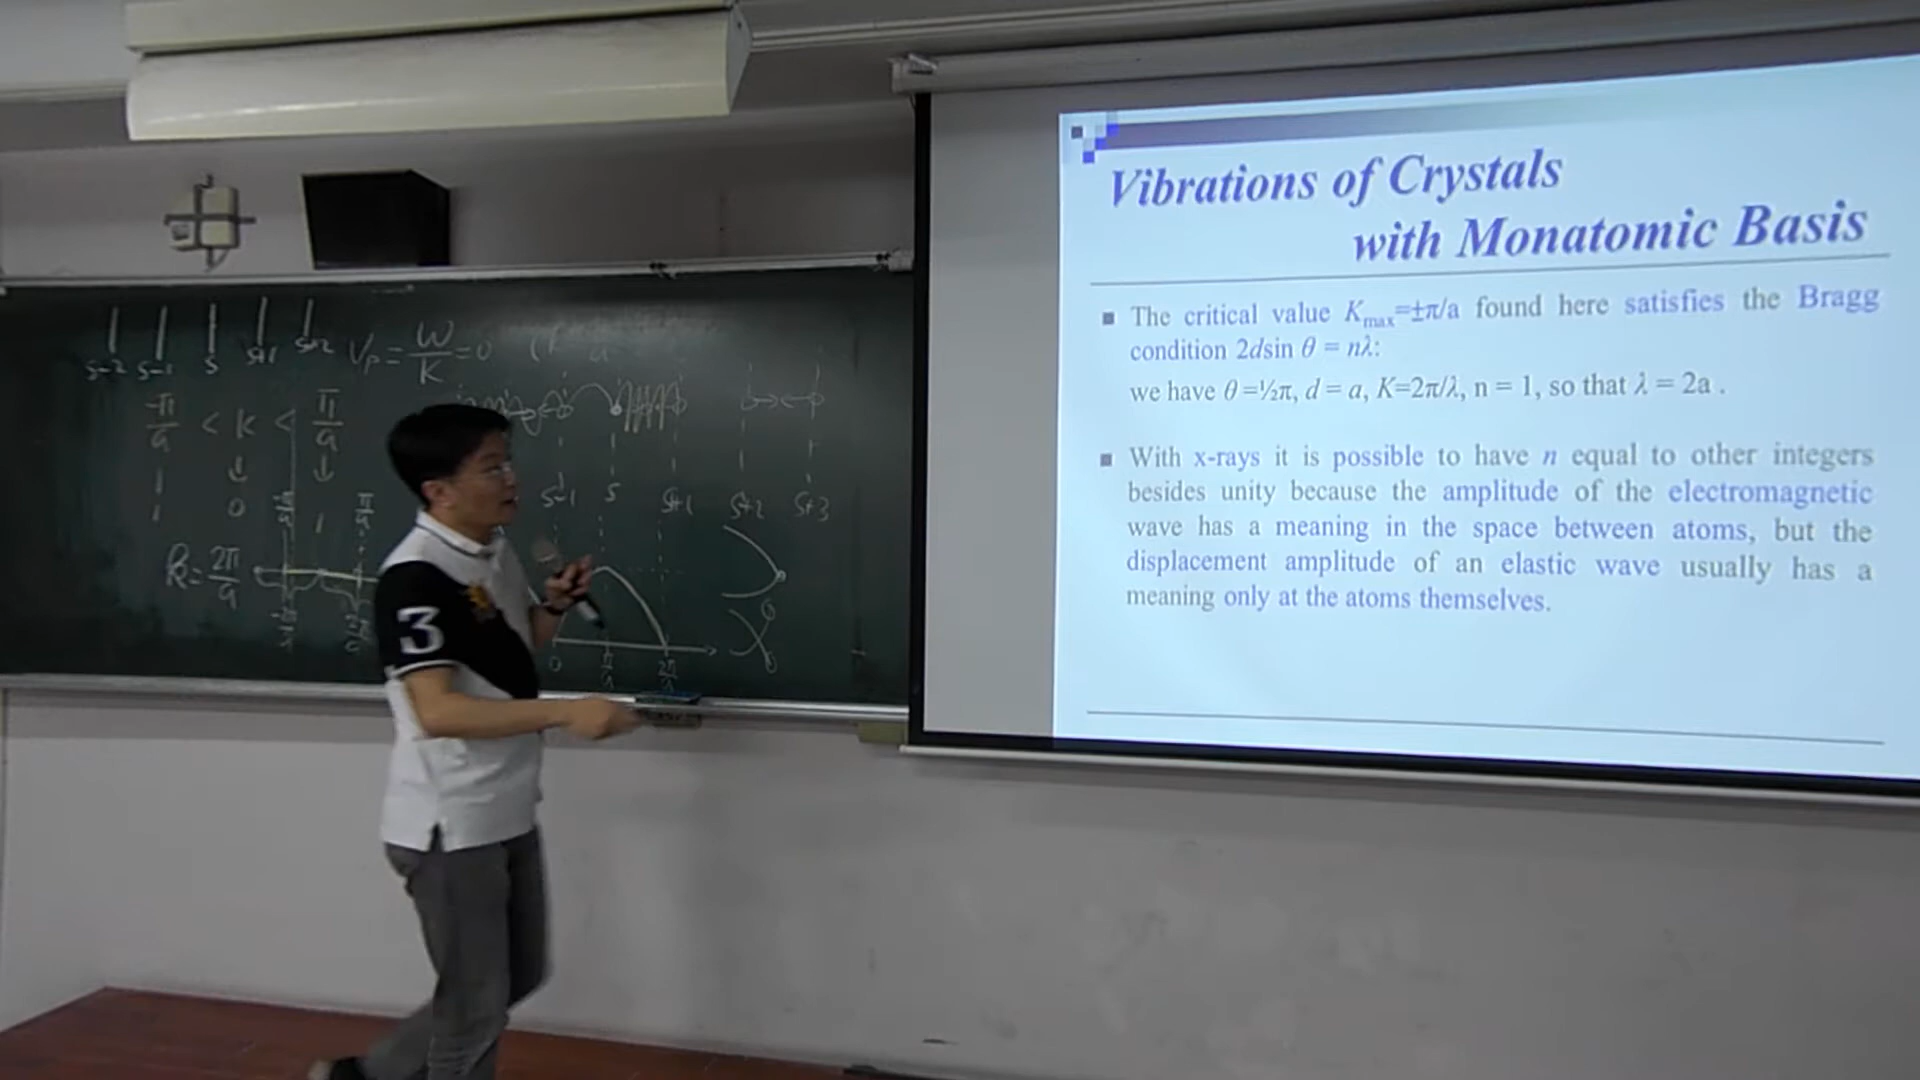 Vibrations of Crystals
with Monatomic Basis
The critical value Kmax=±π/a found here satisfies the Bragg
condition 2dsin θ = nλ:
we have θ =½π, d = a, K=2π/λ, n = 1, so that λ = 2a .
With x-rays it is possible to have n equal to other integers
besides unity because the amplitude of the electromagnetic
wave has a meaning in the space between atoms, but the
displacement amplitude of an elastic wave usually has a
meaning only at the atoms themselves.
s-2 s-1 s s+1 s+2
Vp = W/K = 0
-π/a < K < π/a
0
s-1 s s+1 s+2 s+3
π/a
= 2π/a
0 π/a 2π/a
3